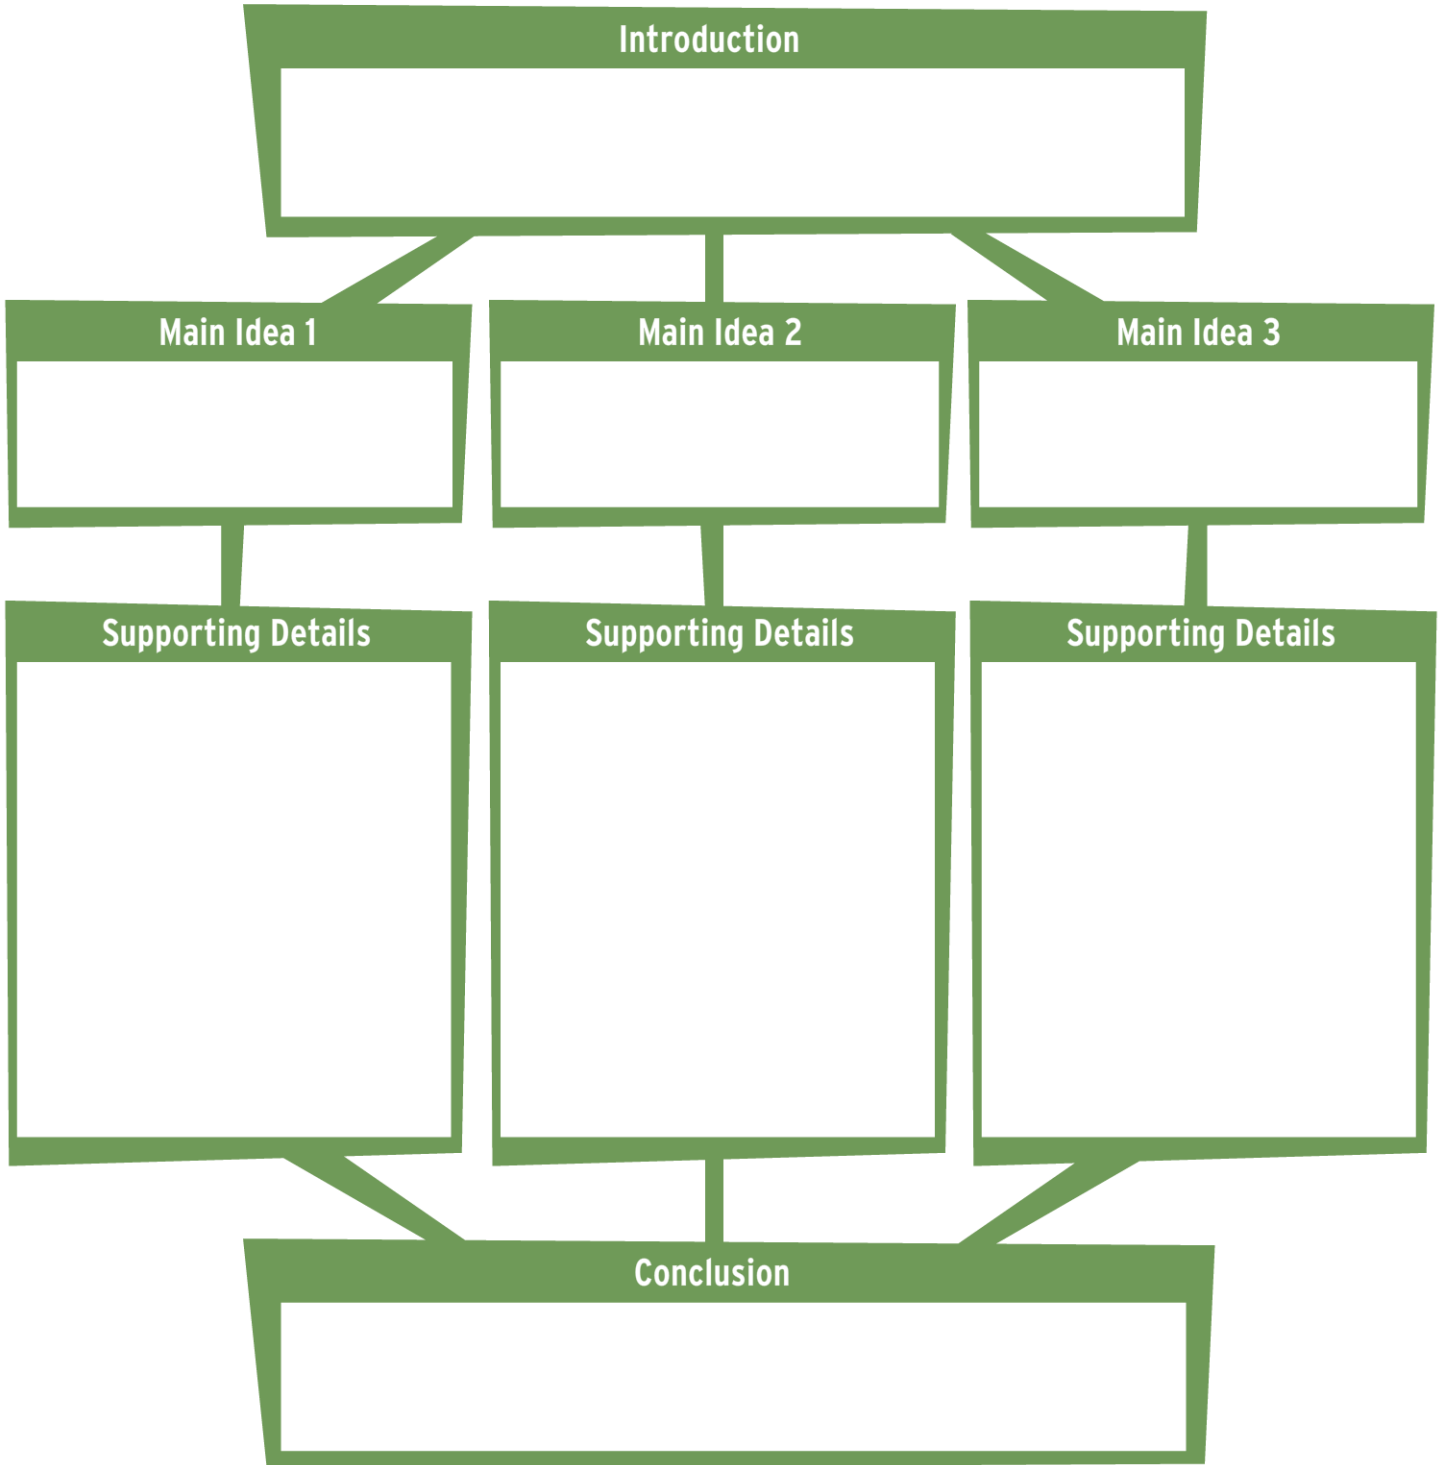 Introduction
Main Idea 1
Main Idea 2
Main Idea 3
Supporting Details
Supporting Details
Supporting Details
Conclusion